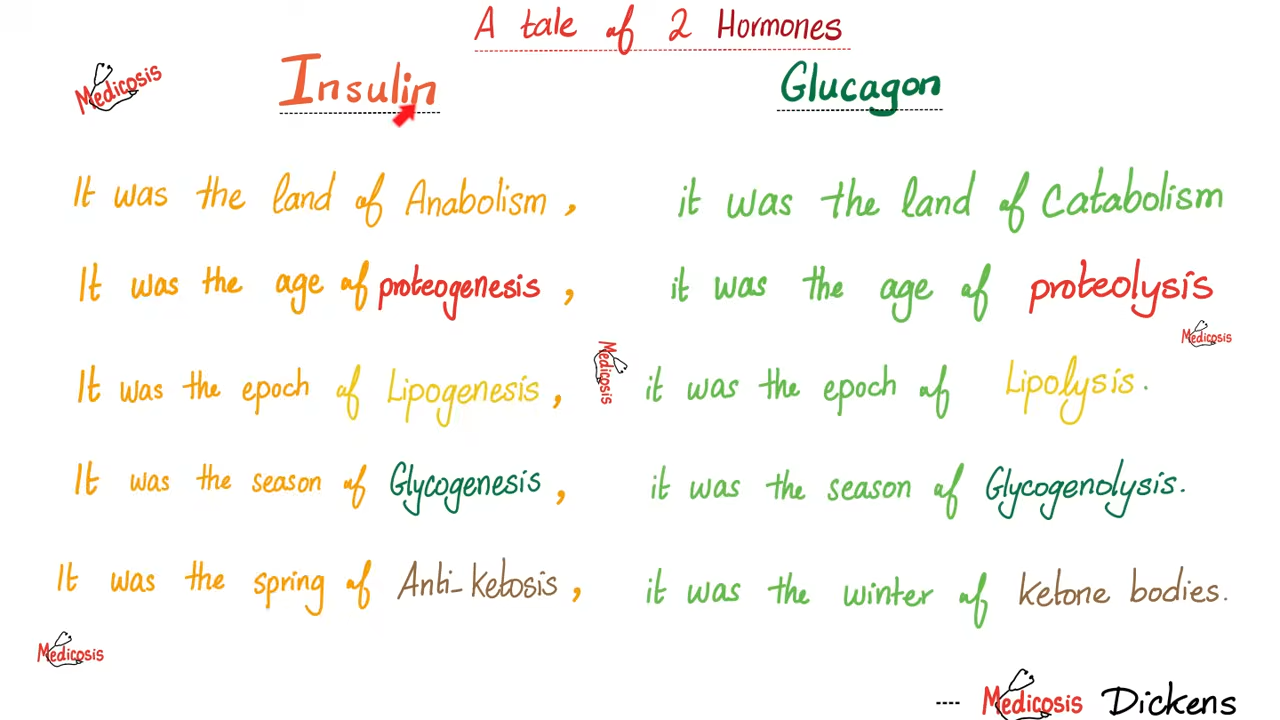 A tale of 2 Hormones
Medicosis
Insulin
Glucagon
It was the land of Anabolism, it was the land of Catabolism
It was the age of proteogenesis, it was the age of proteolysis
Medicosis
Medicosis
It was the epoch of Lipogenesis, it was the epoch of Lipolysis.
It was the season of Glycogenesis, it was the season of Glycogenolysis.
It was the spring of Anti-Ketosis, it was the winter of Ketone bodies.
Medicosis
---- Medicosis Dickens